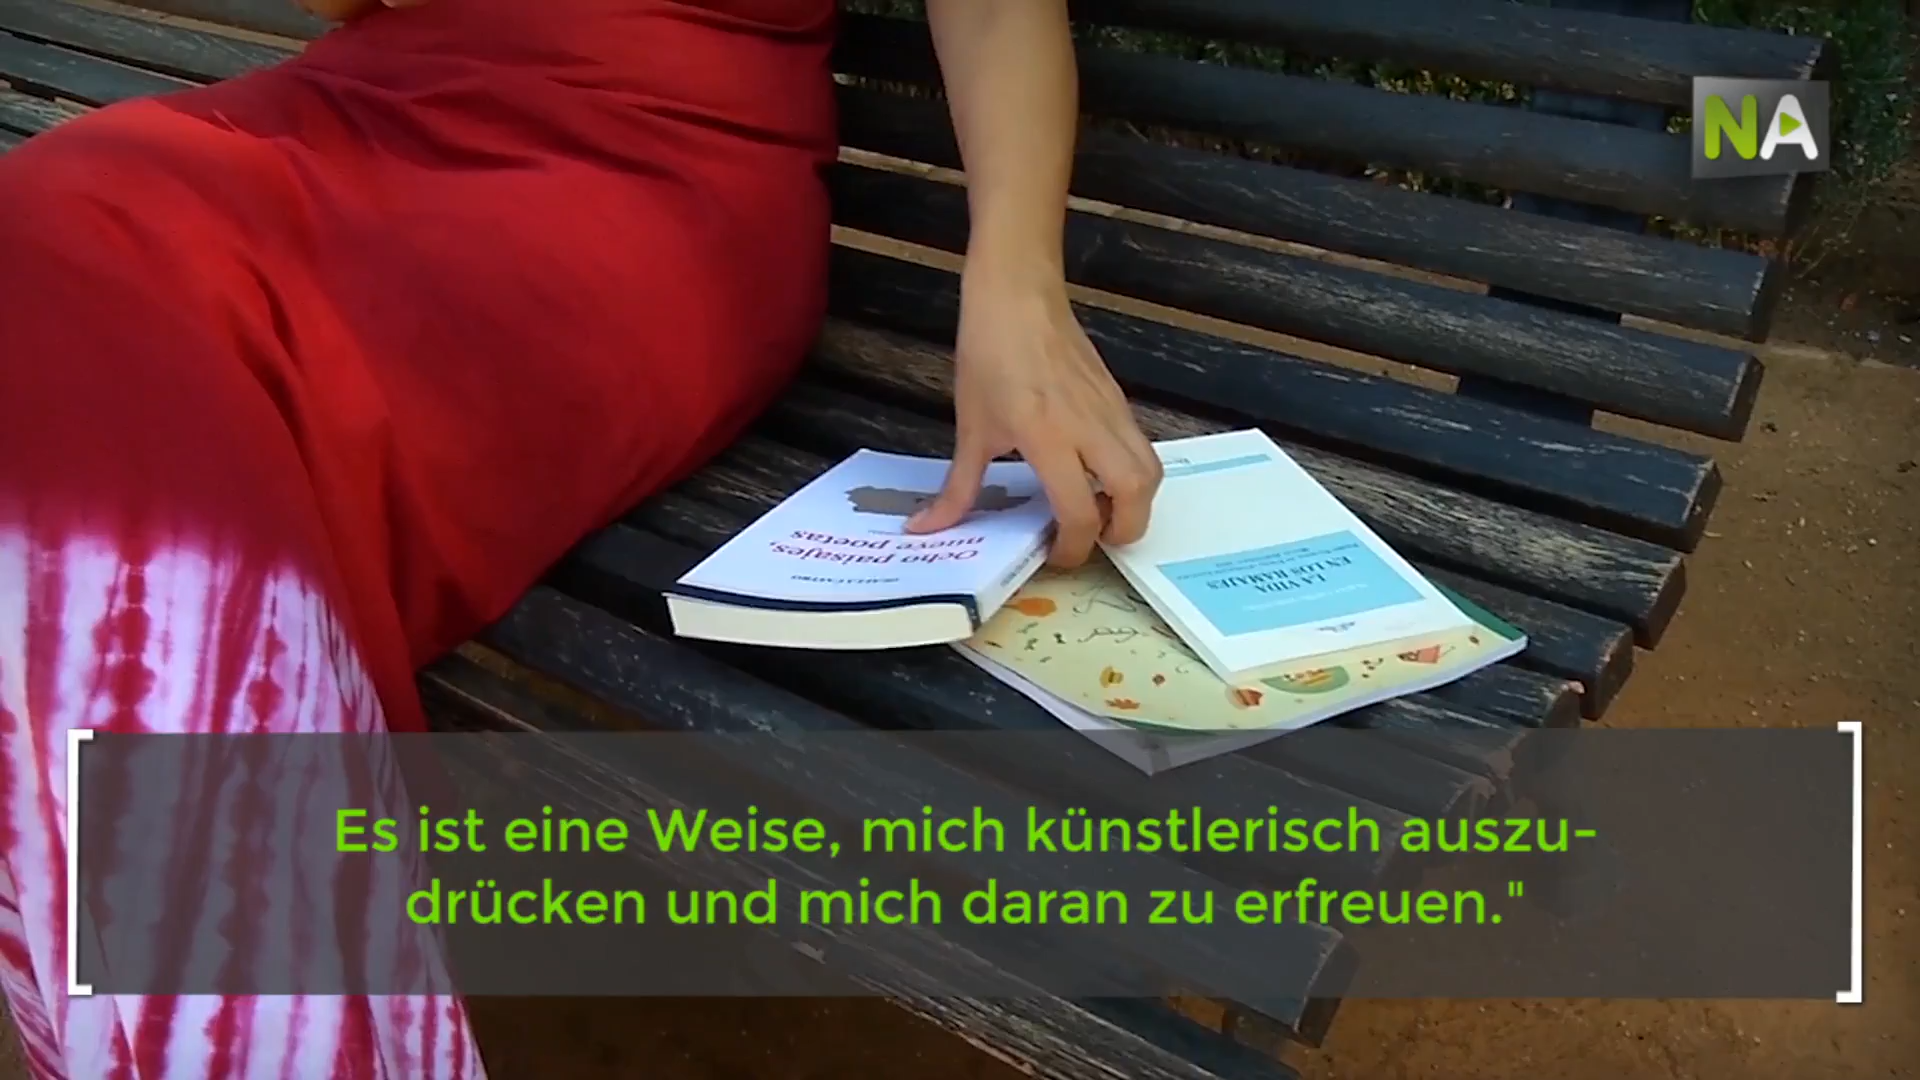 NA
Ocho paisajes,
nueve poetas
LA VIDA
EN LOS RAMAJES
Es ist eine Weise, mich künstlerisch auszu-
drücken und mich daran zu erfreuen."